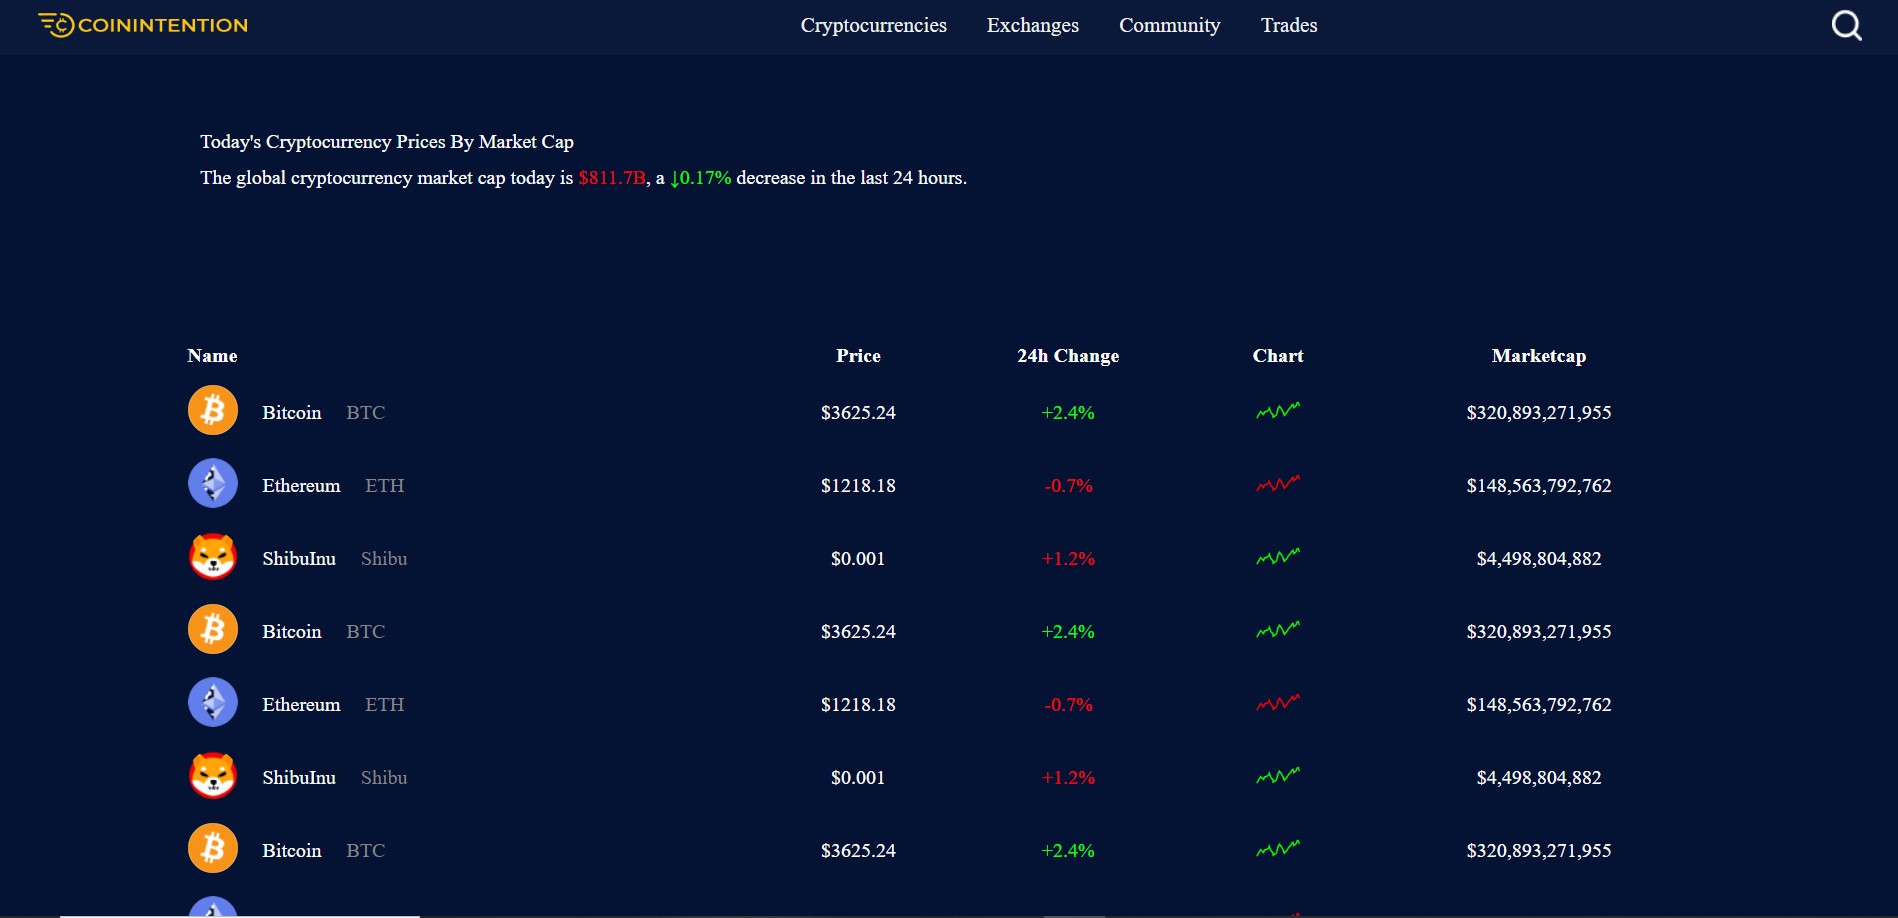 COININTENTION Cryptocurrencies Exchanges Community Trades
Today's Cryptocurrency Prices By Market Cap
The global cryptocurrency market cap today is $811.7B, a ↓0.17% decrease in the last 24 hours.
Name Price 24h Change Chart Marketcap
Bitcoin BTC $3625.24 +2.4% $320,893,271,955
Ethereum ETH $1218.18 -0.7% $148,563,792,762
ShibuInu Shibu $0.001 +1.2% $4,498,804,882
Bitcoin BTC $3625.24 +2.4% $320,893,271,955
Ethereum ETH $1218.18 -0.7% $148,563,792,762
ShibuInu Shibu $0.001 +1.2% $4,498,804,882
Bitcoin BTC $3625.24 +2.4% $320,893,271,955